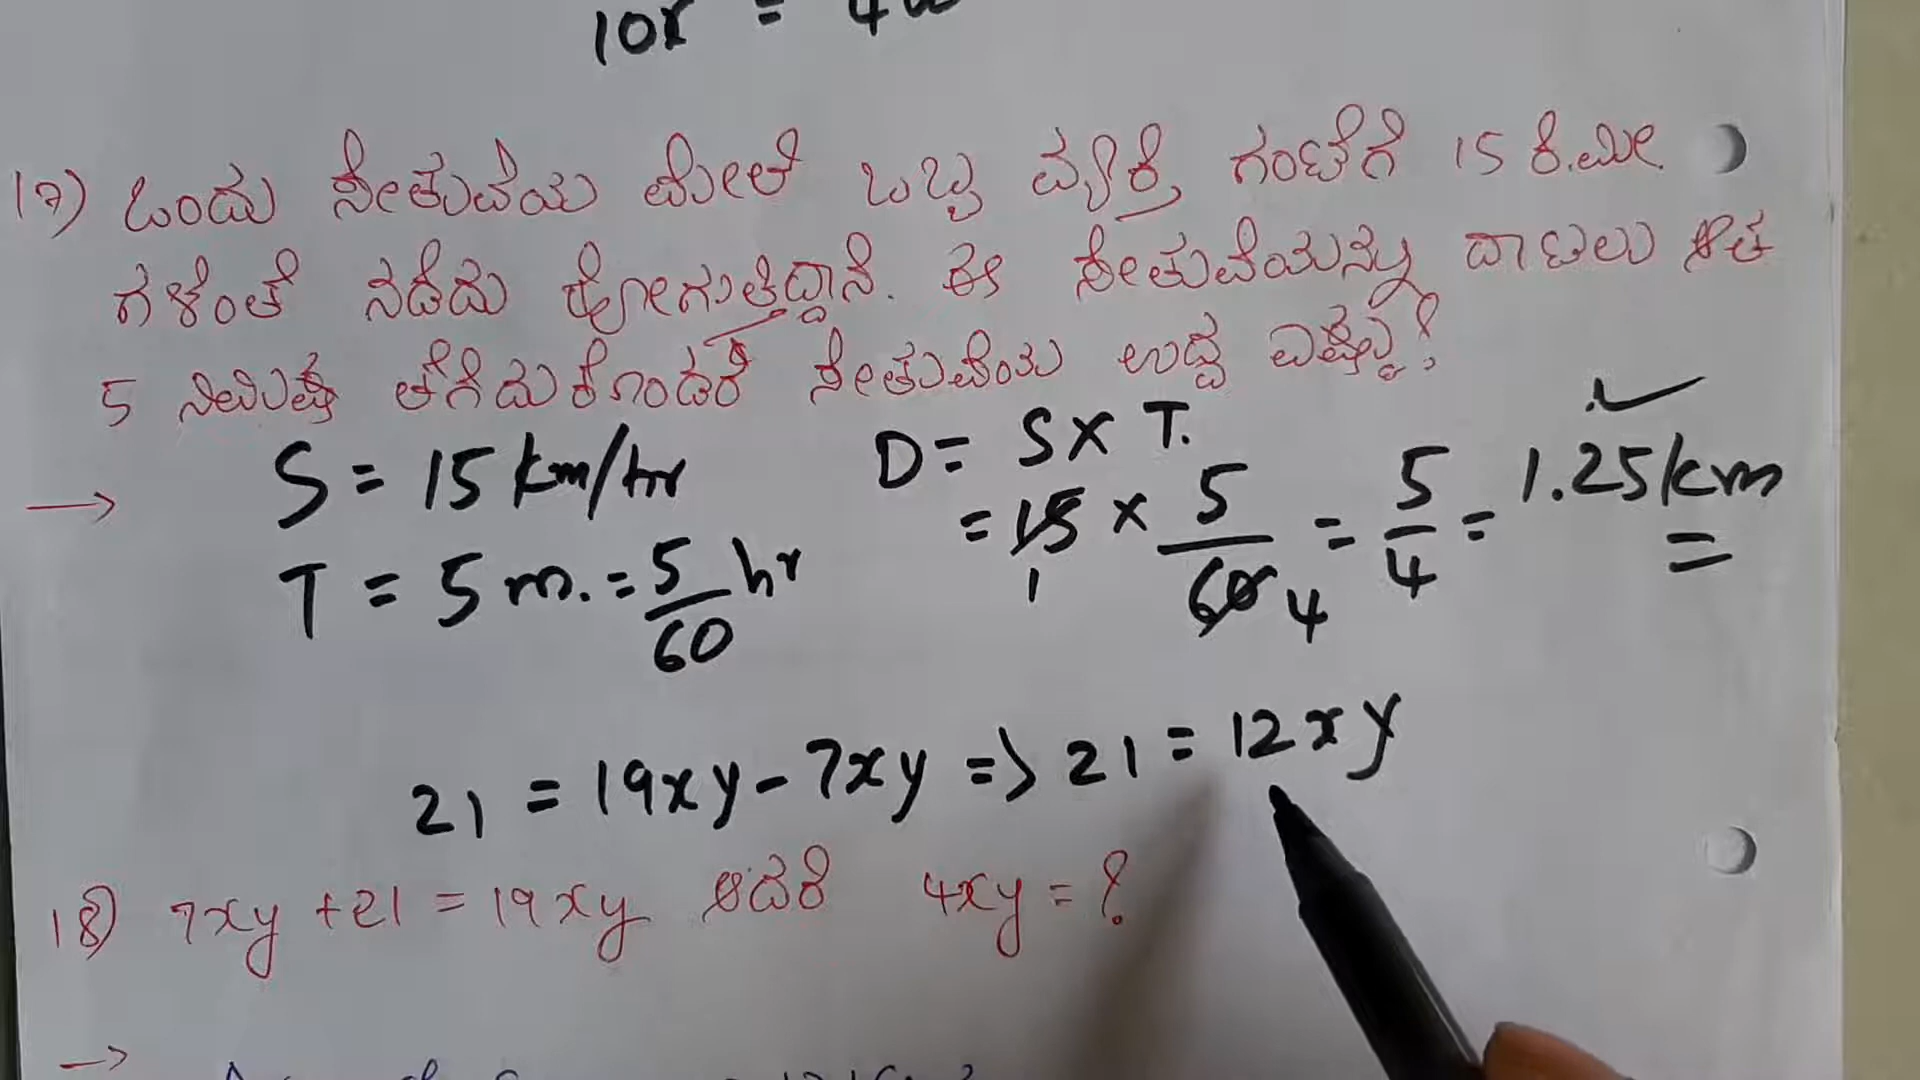 10x = 4
17) ಒಂದು ಸೇತುವೆಯ ಮೇಲೆ ಒಬ್ಬ ವ್ಯಕ್ತಿ ಗಂಟೆಗೆ 15 ಕಿ.ಮೀ.
ಗಳಂತೆ ನಡೆದು ಹೋಗುತ್ತಿದ್ದಾನೆ. ಈ ಸೇತುವೆಯನ್ನು ದಾಟಲು ಆತ
5 ನಿಮಿಷ ತೆಗೆದುಕೊಂಡರೆ ಸೇತುವೆಯ ಉದ್ದ ಎಷ್ಟು?
→ S = 15 km/hr
T = 5 m. = 5/60 hr
D = S x T.
= 15 x 5/60 = 5/4 = 1.25 km
1 4
21 = 19xy - 7xy => 21 = 12xy
18) 7xy + 21 = 19xy ಆದರೆ 4xy = ?
→